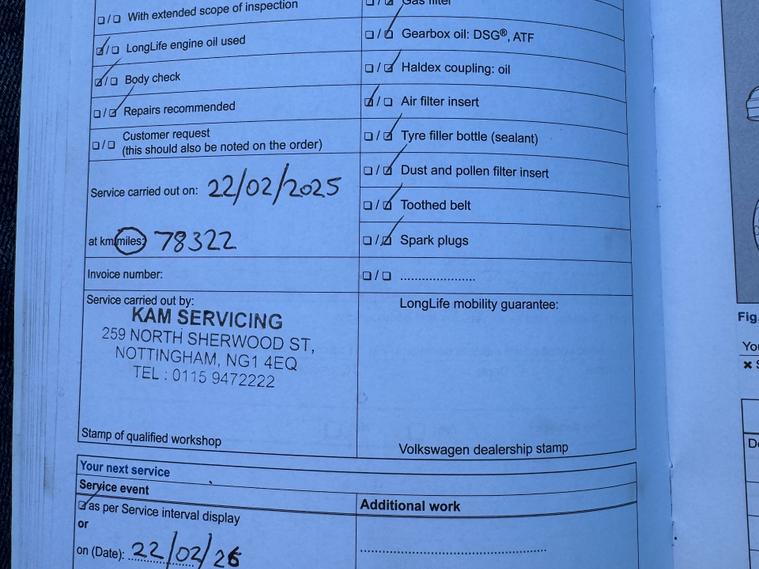 ☐/☐ With extended scope of inspection
☑/☐ LongLife engine oil used
☑/☐ Body check
☐/☑ Repairs recommended
☐/☐ Customer request
(this should also be noted on the order)
Service carried out on: 22/02/2025
at km/miles: 78322
Invoice number:
Service carried out by:
KAM SERVICING
259 NORTH SHERWOOD ST,
NOTTINGHAM, NG1 4EQ
TEL : 0115 9472222
Stamp of qualified workshop
☐/☑ Gas filter
☐/☑ Gearbox oil: DSG®, ATF
☐/☑ Haldex coupling: oil
☑/☐ Air filter insert
☐/☑ Tyre filler bottle (sealant)
☐/☑ Dust and pollen filter insert
☐/☑ Toothed belt
☐/☑ Spark plugs
☐/☐ ....................
LongLife mobility guarantee:
Volkswagen dealership stamp
Your next service
Service event
☑ as per Service interval display
or
on (Date): 22/02/26
Additional work
Fig.